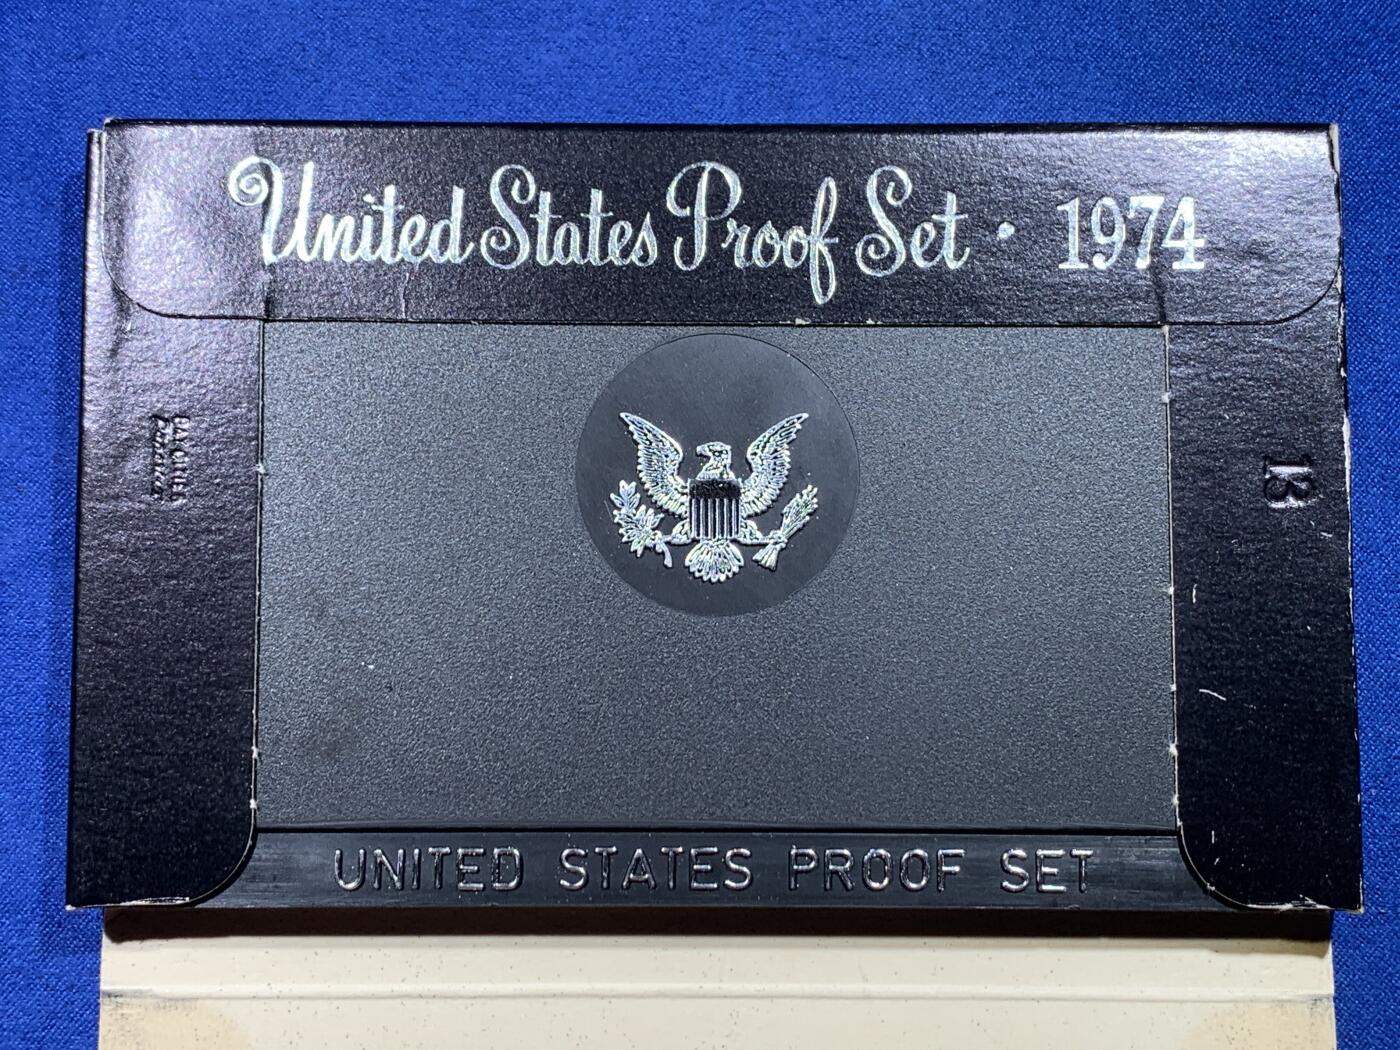 United States Proof Set • 1974
13
UNITED STATES PROOF SET